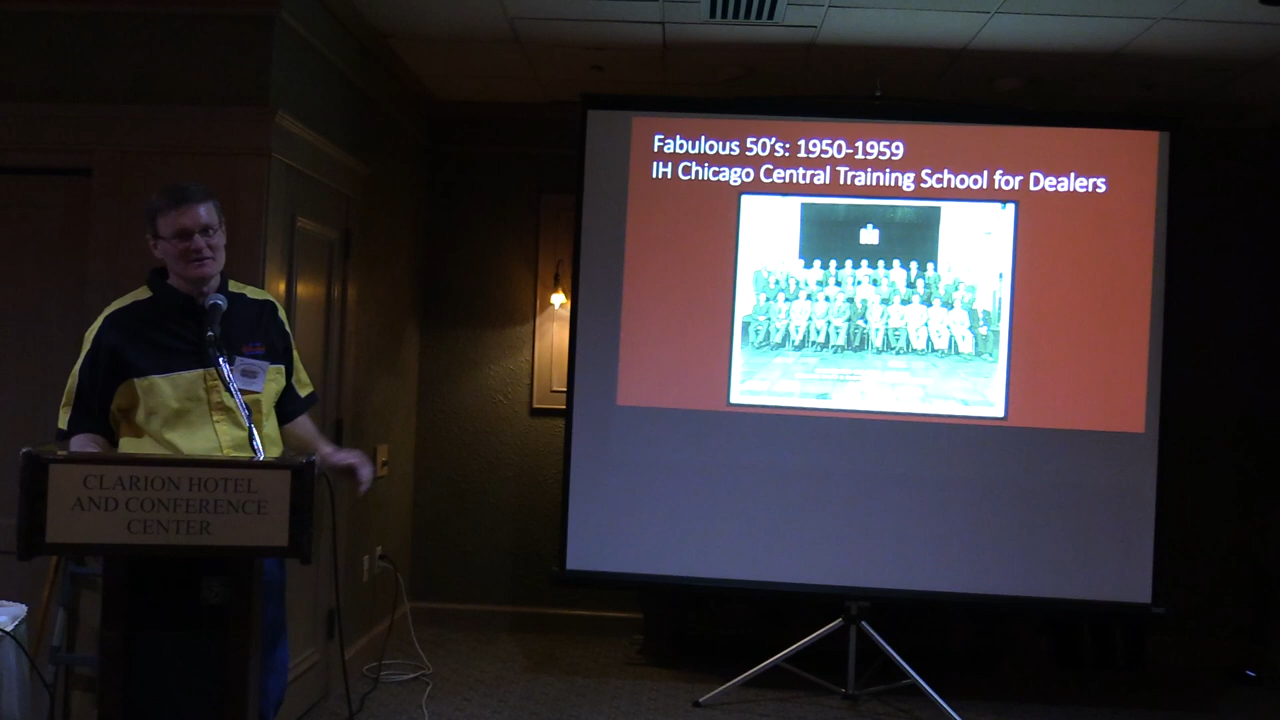 Fabulous 50's: 1950-1959
IH Chicago Central Training School for Dealers
CLARION HOTEL
AND CONFERENCE
CENTER